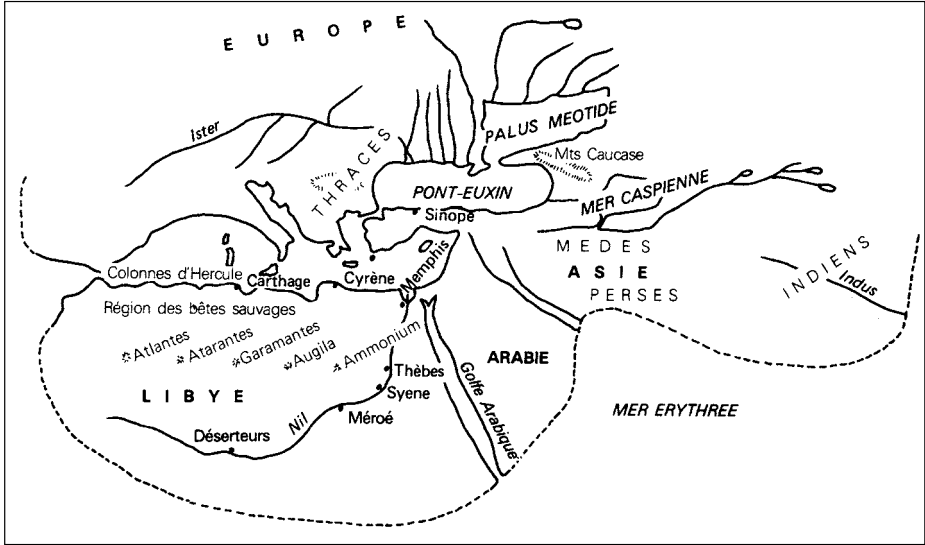 EUROPE
PALUS MEOTIDE
Ister
THRACES
Mts Caucase
PONT-EUXIN
MER CASPIENNE
Sinope
MEDES
Colonnes d'Hercule
Carthage
Cyrène
Memphis
ASIE
INDIENS
Indus
PERSES
Région des bêtes sauvages
Atlantes
Atarantes
Garamantes
Augila
Ammonium
ARABIE
Thèbes
LIBYE
Syene
Golfe Arabique
MER ERYTHREE
Nil
Méroé
Déserteurs